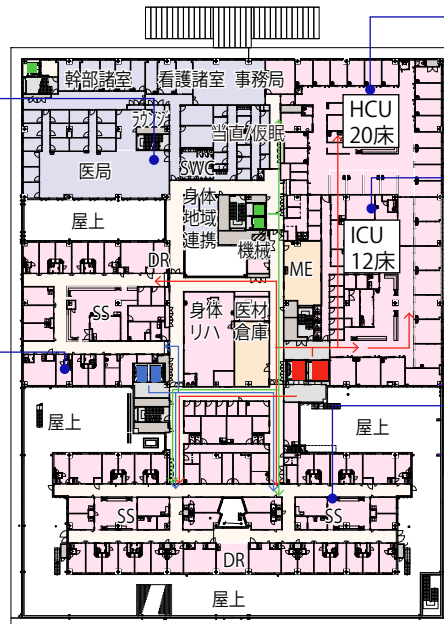 幹部諸室
看護諸室
事務局
ラウンジ
当直/仮眠
SWC
医局
HCU
20床
ICU
12床
屋上
身体
地域
連携
機械
ME
DR
SS
身体
リハ
医材
倉庫
屋上
屋上
SS
SS
DR
屋上